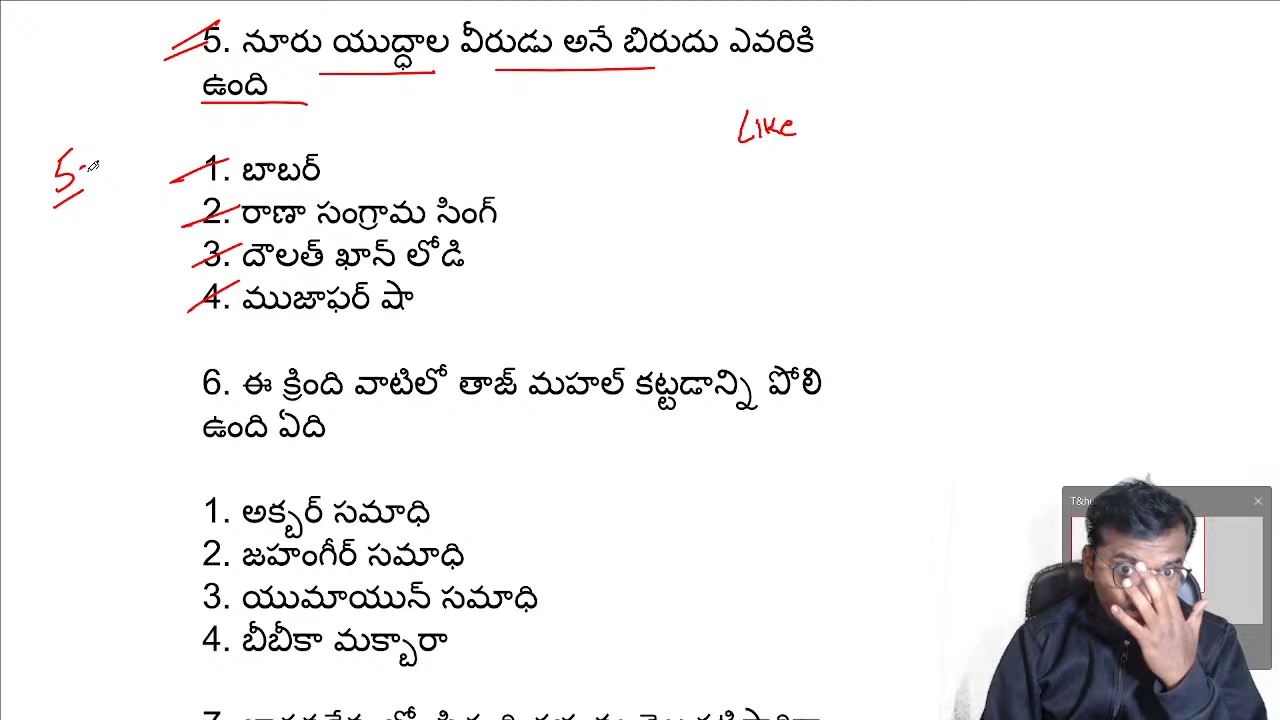 5. నూరు యుద్ధాల వీరుడు అనే బిరుదు ఎవరికి
ఉంది
Like
5.
1. బాబర్
2. రాణా సంగ్రామ సింగ్
3. దౌలత్ ఖాన్ లోడి
4. ముజాఫర్ షా
6. ఈ క్రింది వాటిలో తాజ్ మహల్ కట్టడాన్ని పోలి
ఉంది ఏది
1. అక్బర్ సమాధి
2. జహంగీర్ సమాధి
3. యుమాయున్ సమాధి
4. బీబీకా మక్బారా
7.